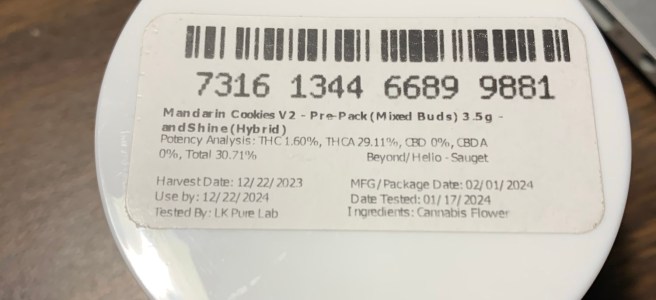 7316 1344 6689 9881
Mandarin Cookies V2 - Pre-Pack (Mixed Buds) 3.5g -
andShine (Hybrid)
Potency Analysis: THC 1.60%, THCA 29.11%, CBD 0%, CBDA
0%, Total 30.71% Beyond/Hello - Sauget
Harvest Date: 12/22/2023 MFG/Package Date: 02/01/2024
Use by: 12/22/2024 Date Tested: 01/17/2024
Tested By: LK Pure Lab Ingredients: Cannabis Flower